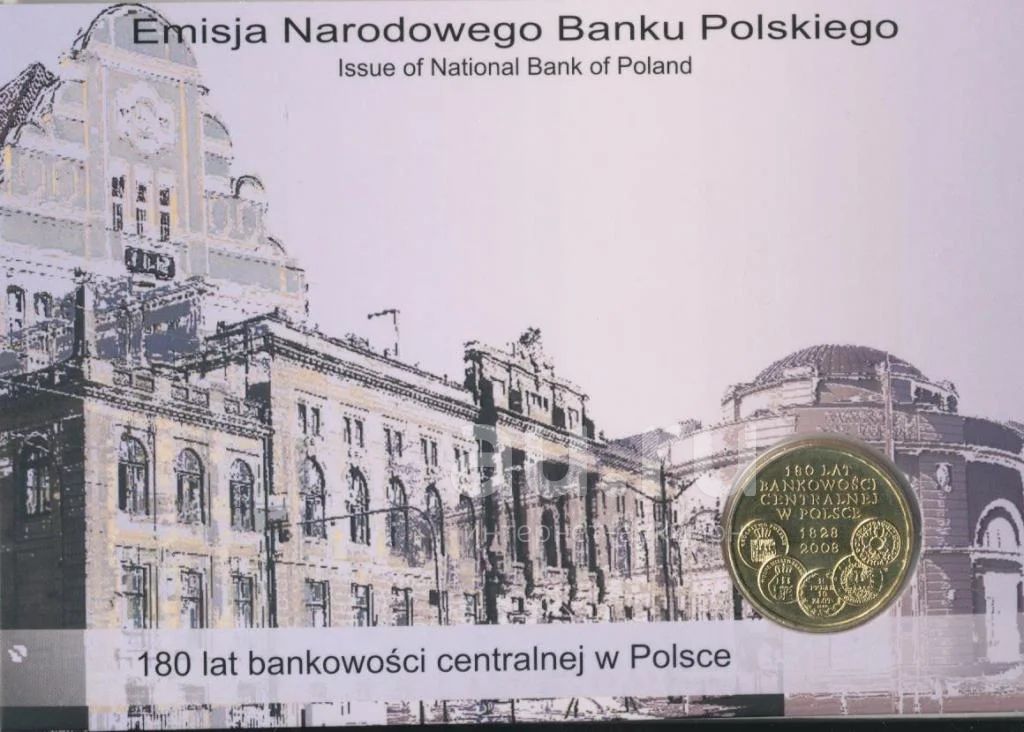 Emisja Narodowego Banku Polskiego
Issue of National Bank of Poland
180 LAT
BANKOWOŚCI
CENTRALNEJ
W POLSCE
1828
2008
180 lat bankowości centralnej w Polsce